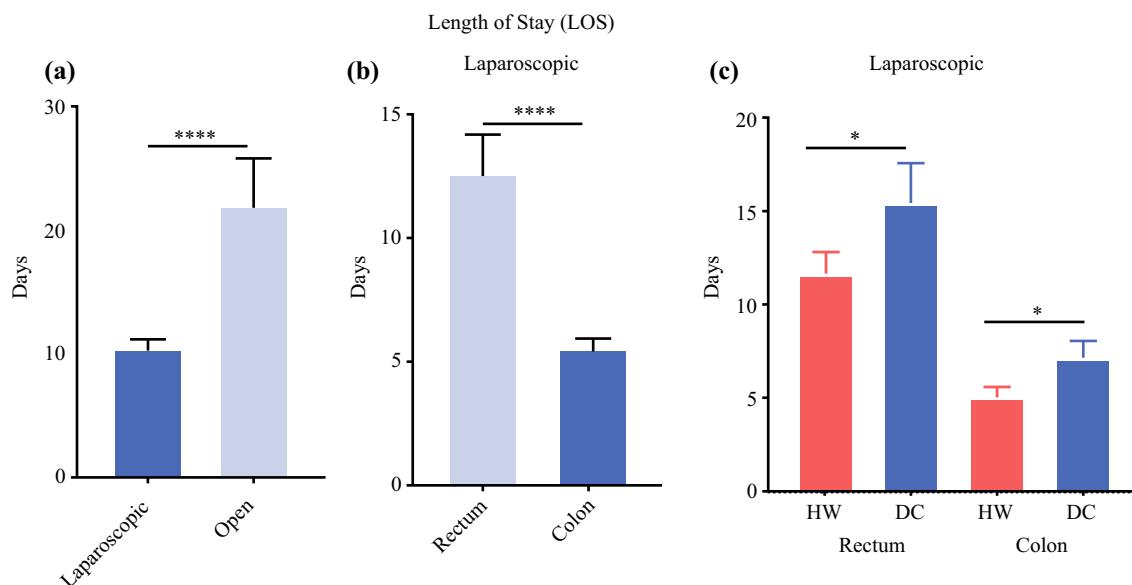 Length of Stay (LOS)
(a)
30
20
10
0
Days
****
Laparoscopic
Open
(b)
Laparoscopic
15
10
5
0
Days
****
Rectum
Colon
(c)
Laparoscopic
20
15
10
5
0
Days
*
*
HW DC HW DC
Rectum Colon